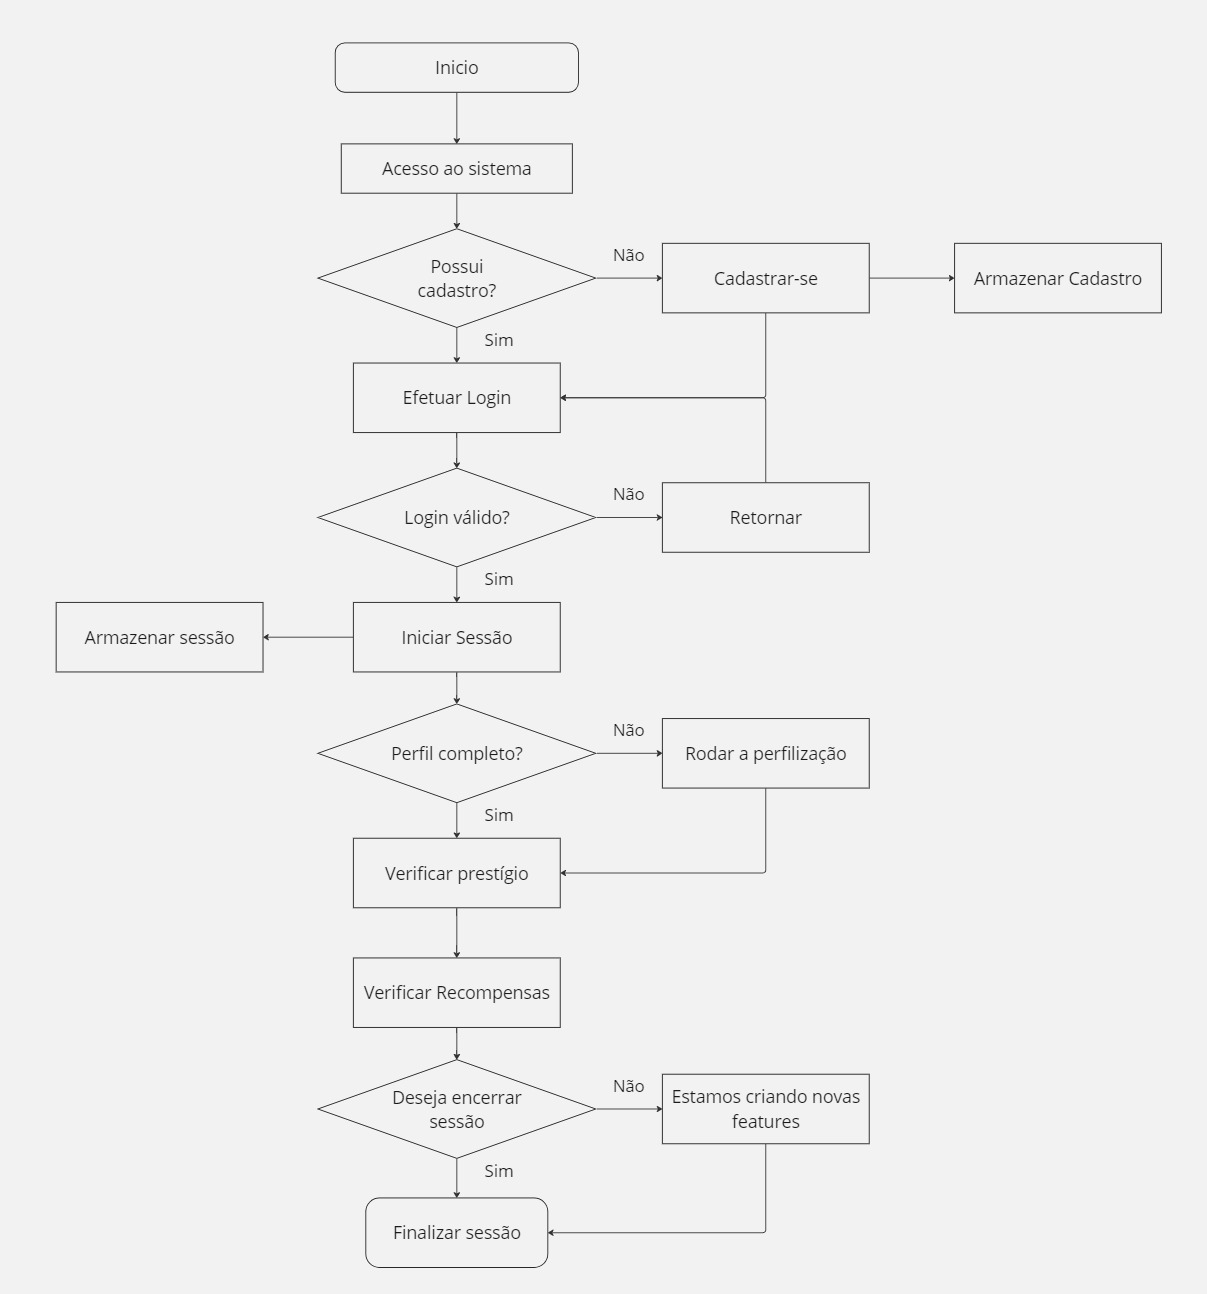 Inicio
Acesso ao sistema
Possui
cadastro?
Não
Cadastrar-se
Armazenar Cadastro
Sim
Efetuar Login
Login válido?
Não
Retornar
Sim
Armazenar sessão
Iniciar Sessão
Perfil completo?
Não
Rodar a perfilização
Sim
Verificar prestígio
Verificar Recompensas
Deseja encerrar
sessão
Não
Estamos criando novas
features
Sim
Finalizar sessão